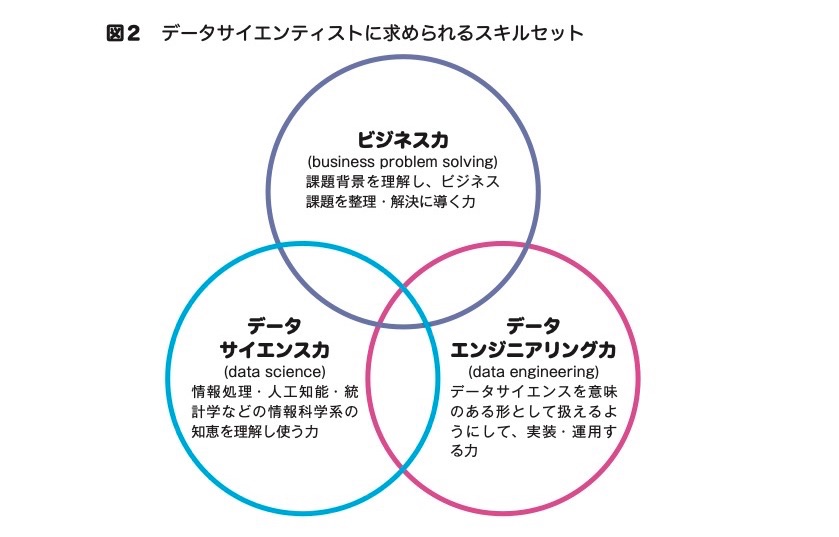 図2 データサイエンティストに求められるスキルセット
ビジネス力
(business problem solving)
課題背景を理解し、ビジネス
課題を整理・解決に導く力
データ
サイエンス力
(data science)
情報処理・人工知能・統
計学などの情報科学系の
知恵を理解し使う力
データ
エンジニアリング力
(data engineering)
データサイエンスを意味
のある形として扱えるよ
うにして、実装・運用す
る力